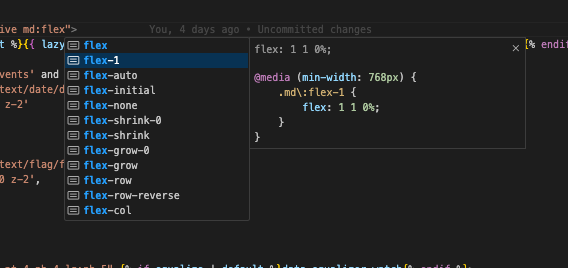 ive md:flex"> You, 4 days ago • Uncommitted changes
t %}{{ lazy
{% endif
vents' and
text/date/d
z-2'
text/flag/f
0 z-2',
flex
flex-1
flex-auto
flex-initial
flex-none
flex-shrink-0
flex-shrink
flex-grow-0
flex-grow
flex-row
flex-row-reverse
flex-col
flex: 1 1 0%;
@media (min-width: 768px) {
.md\:flex-1 {
flex: 1 1 0%;
}
}